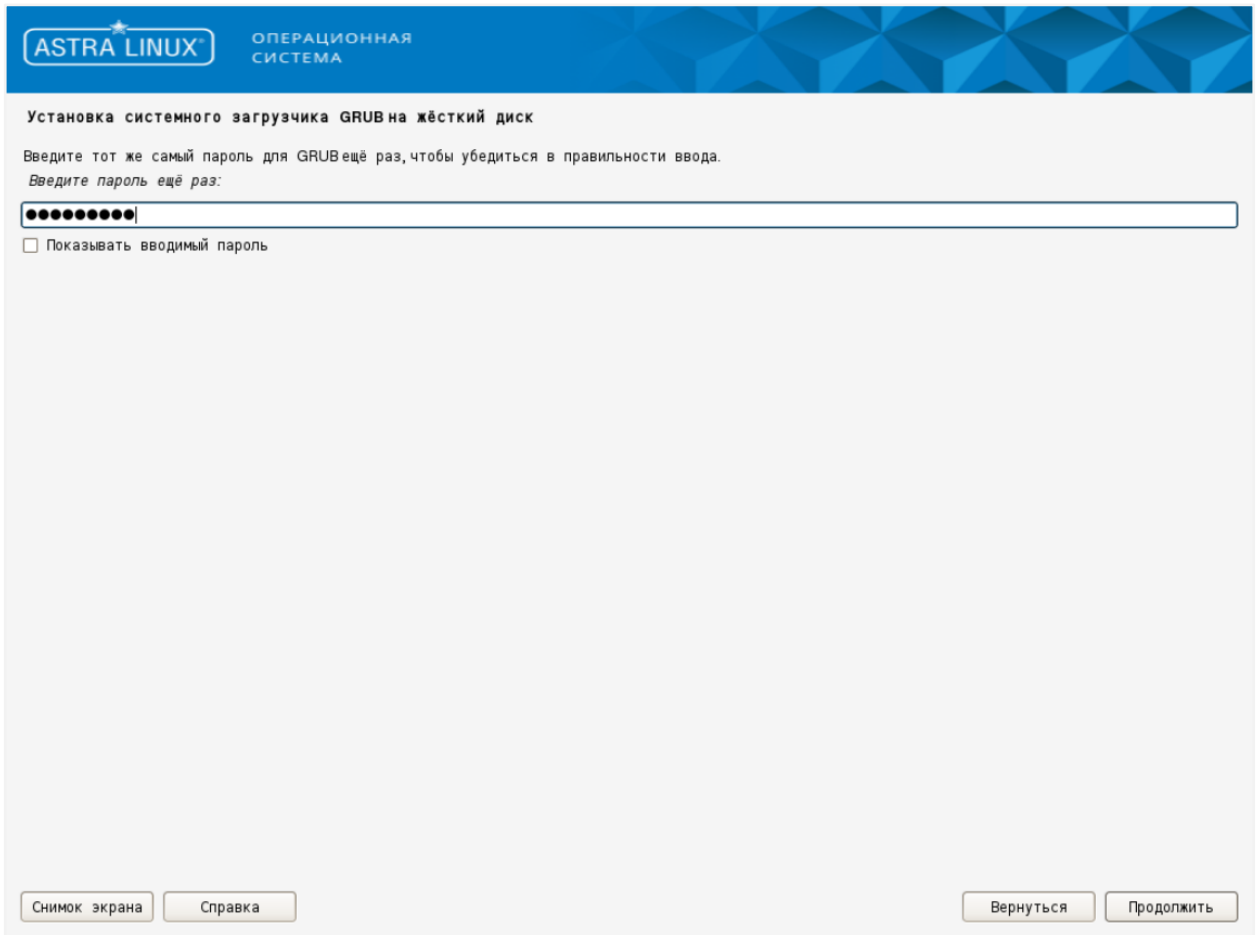 ASTRA LINUX®
ОПЕРАЦИОННАЯ
СИСТЕМА
Установка системного загрузчика GRUB на жёсткий диск
Введите тот же самый пароль для GRUB ещё раз, чтобы убедиться в правильности ввода.
Введите пароль ещё раз:
●●●●●●●●●
Показывать вводимый пароль
Снимок экрана
Справка
Вернуться
Продолжить